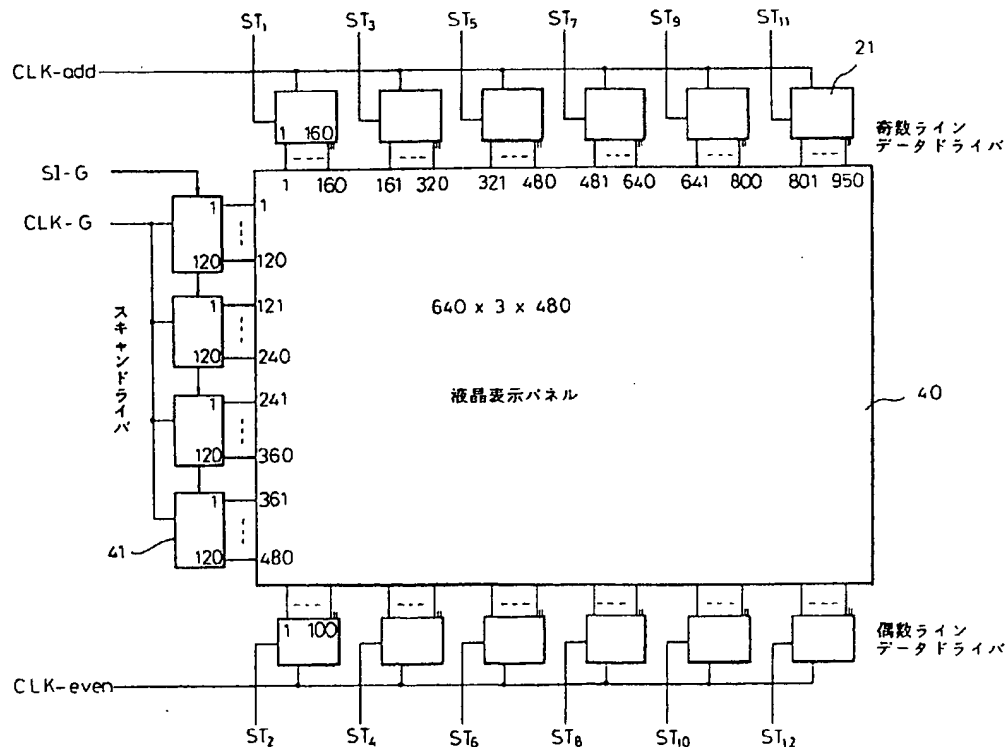 ST₁ ST₃ ST₅ ST₇ ST₉ ST₁₁
CLK-add
21
奇数ライン
データドライバ
1 160
1 160 161 320 321 480 481 640 641 800 801 950
SI-G
CLK-G
1 1
120 120
1 121
120 240
1 241
120 360
1 361
120 480
スキャンドライバ
41
640 x 3 x 480
液晶表示パネル
40
1 100
偶数ライン
データドライバ
CLK-even
ST₂ ST₄ ST₆ ST₈ ST₁₀ ST₁₂